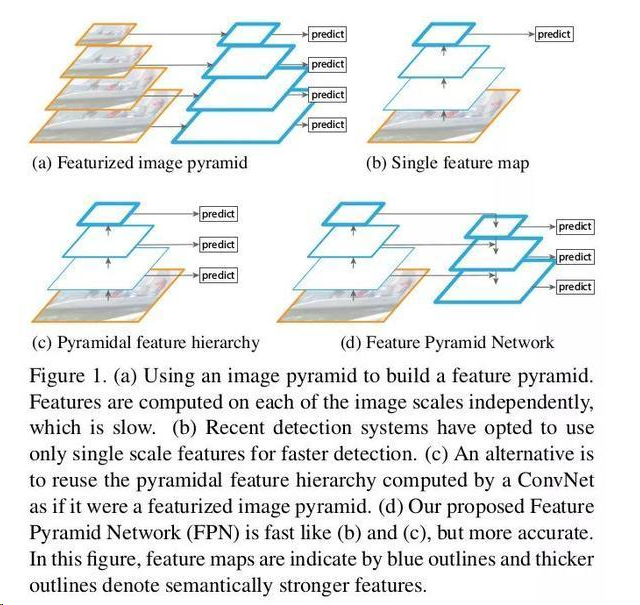 predict
predict
predict
predict
predict
(a) Featurized image pyramid
(b) Single feature map
predict
predict
predict
predict
predict
predict
(c) Pyramidal feature hierarchy
(d) Feature Pyramid Network
Figure 1. (a) Using an image pyramid to build a feature pyramid.
Features are computed on each of the image scales independently,
which is slow. (b) Recent detection systems have opted to use
only single scale features for faster detection. (c) An alternative is
to reuse the pyramidal feature hierarchy computed by a ConvNet
as if it were a featurized image pyramid. (d) Our proposed Feature
Pyramid Network (FPN) is fast like (b) and (c), but more accurate.
In this figure, feature maps are indicate by blue outlines and thicker
outlines denote semantically stronger features.